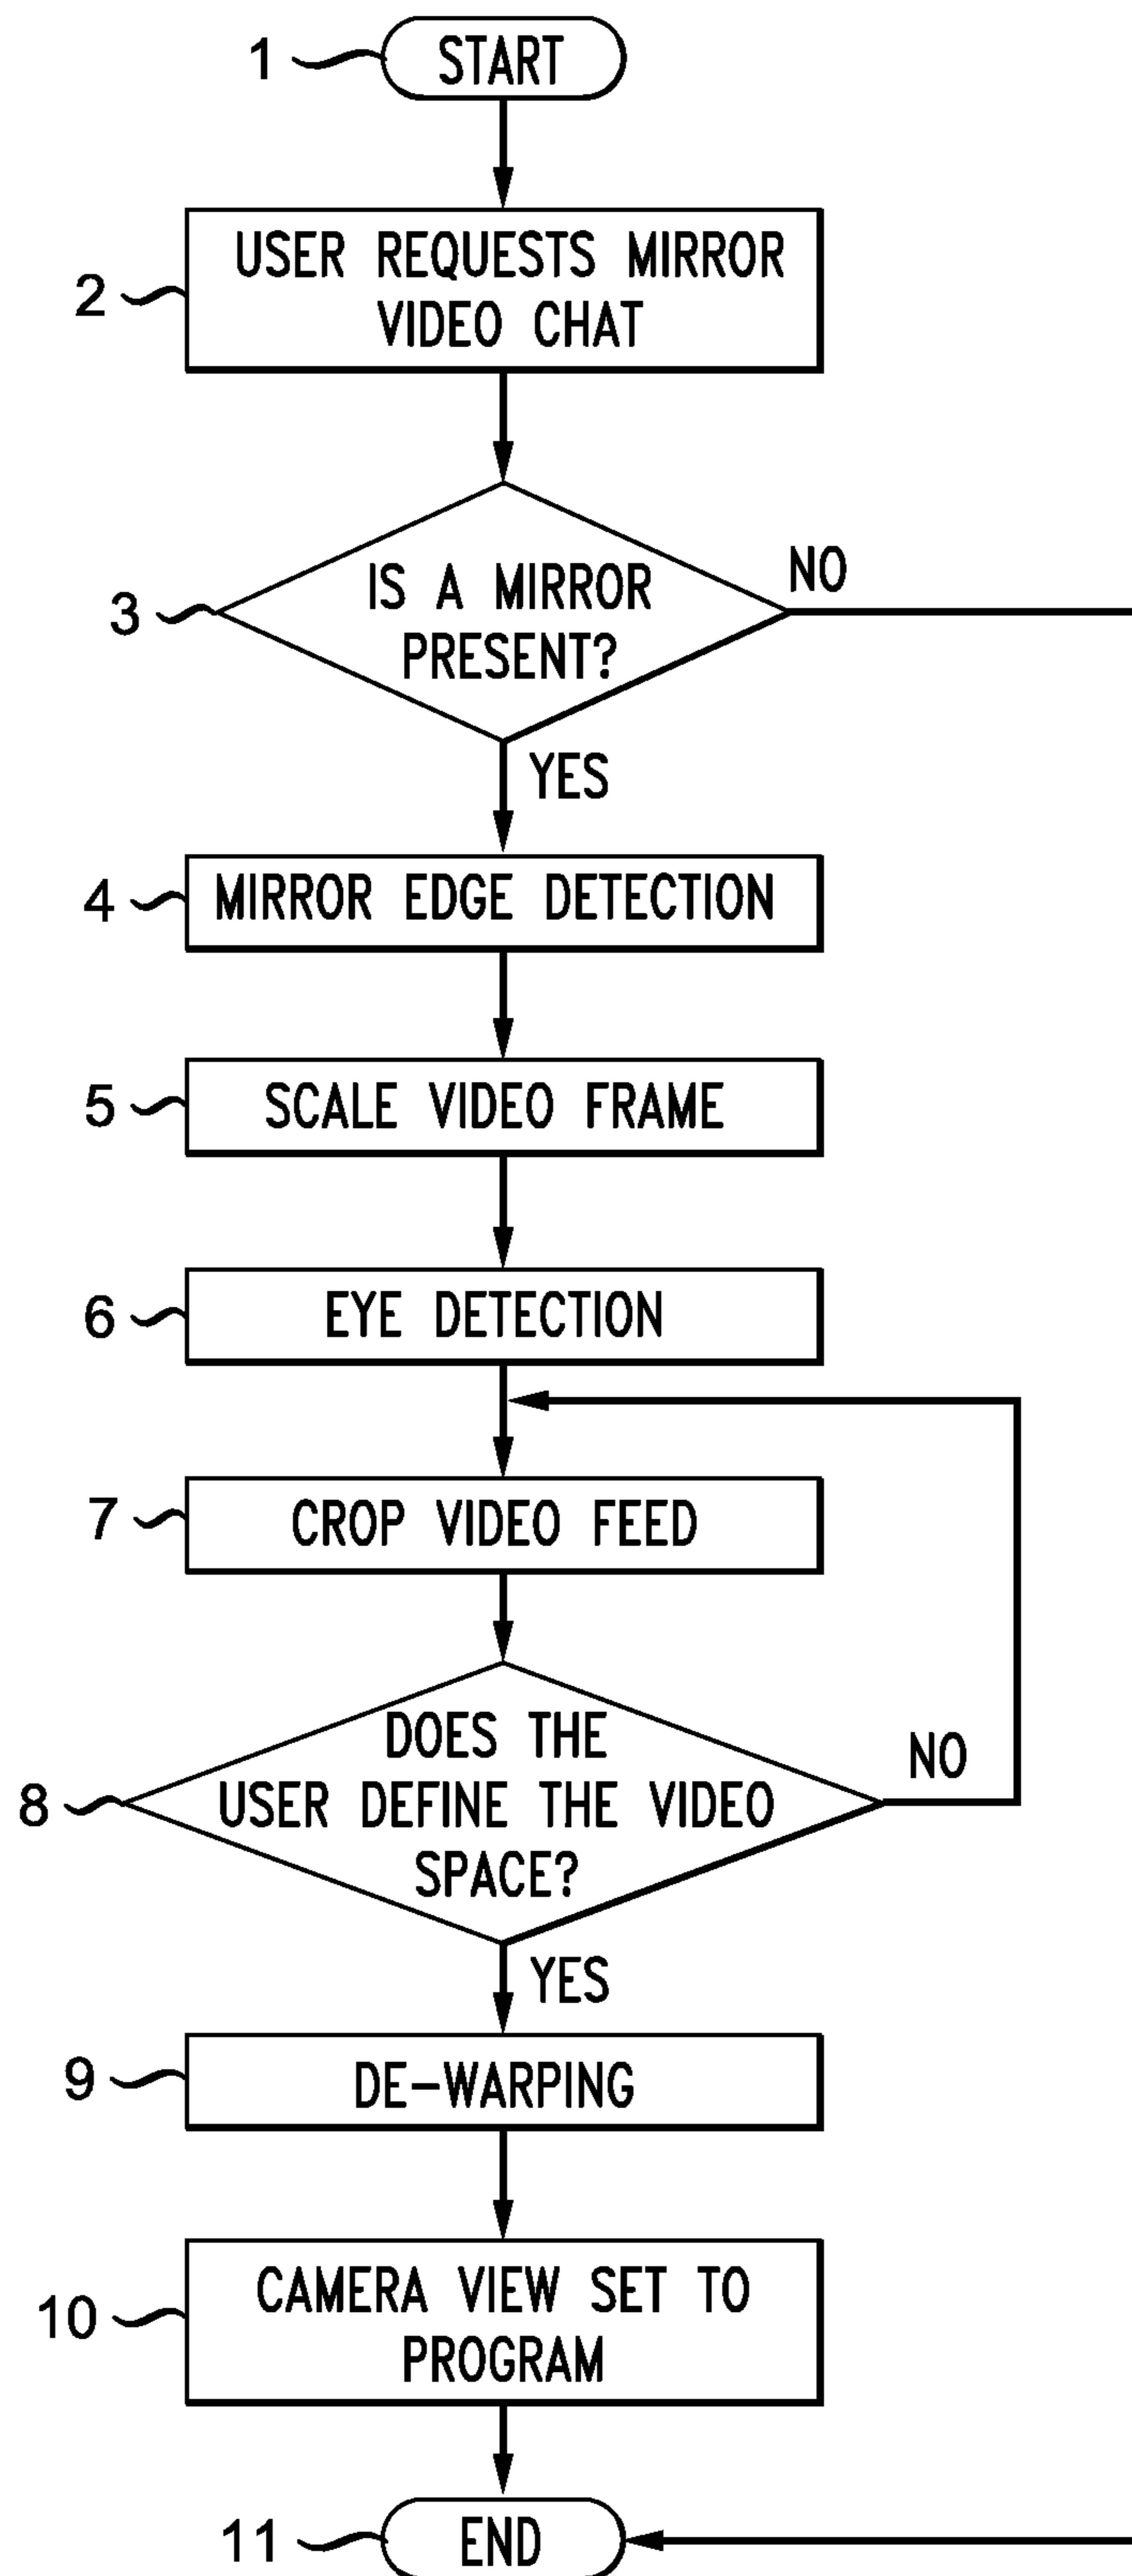 1
START
2
USER REQUESTS MIRROR
VIDEO CHAT
3
IS A MIRROR
PRESENT?
NO
YES
4
MIRROR EDGE DETECTION
5
SCALE VIDEO FRAME
6
EYE DETECTION
7
CROP VIDEO FEED
8
DOES THE
USER DEFINE THE VIDEO
SPACE?
NO
YES
9
DE-WARPING
10
CAMERA VIEW SET TO
PROGRAM
11
END